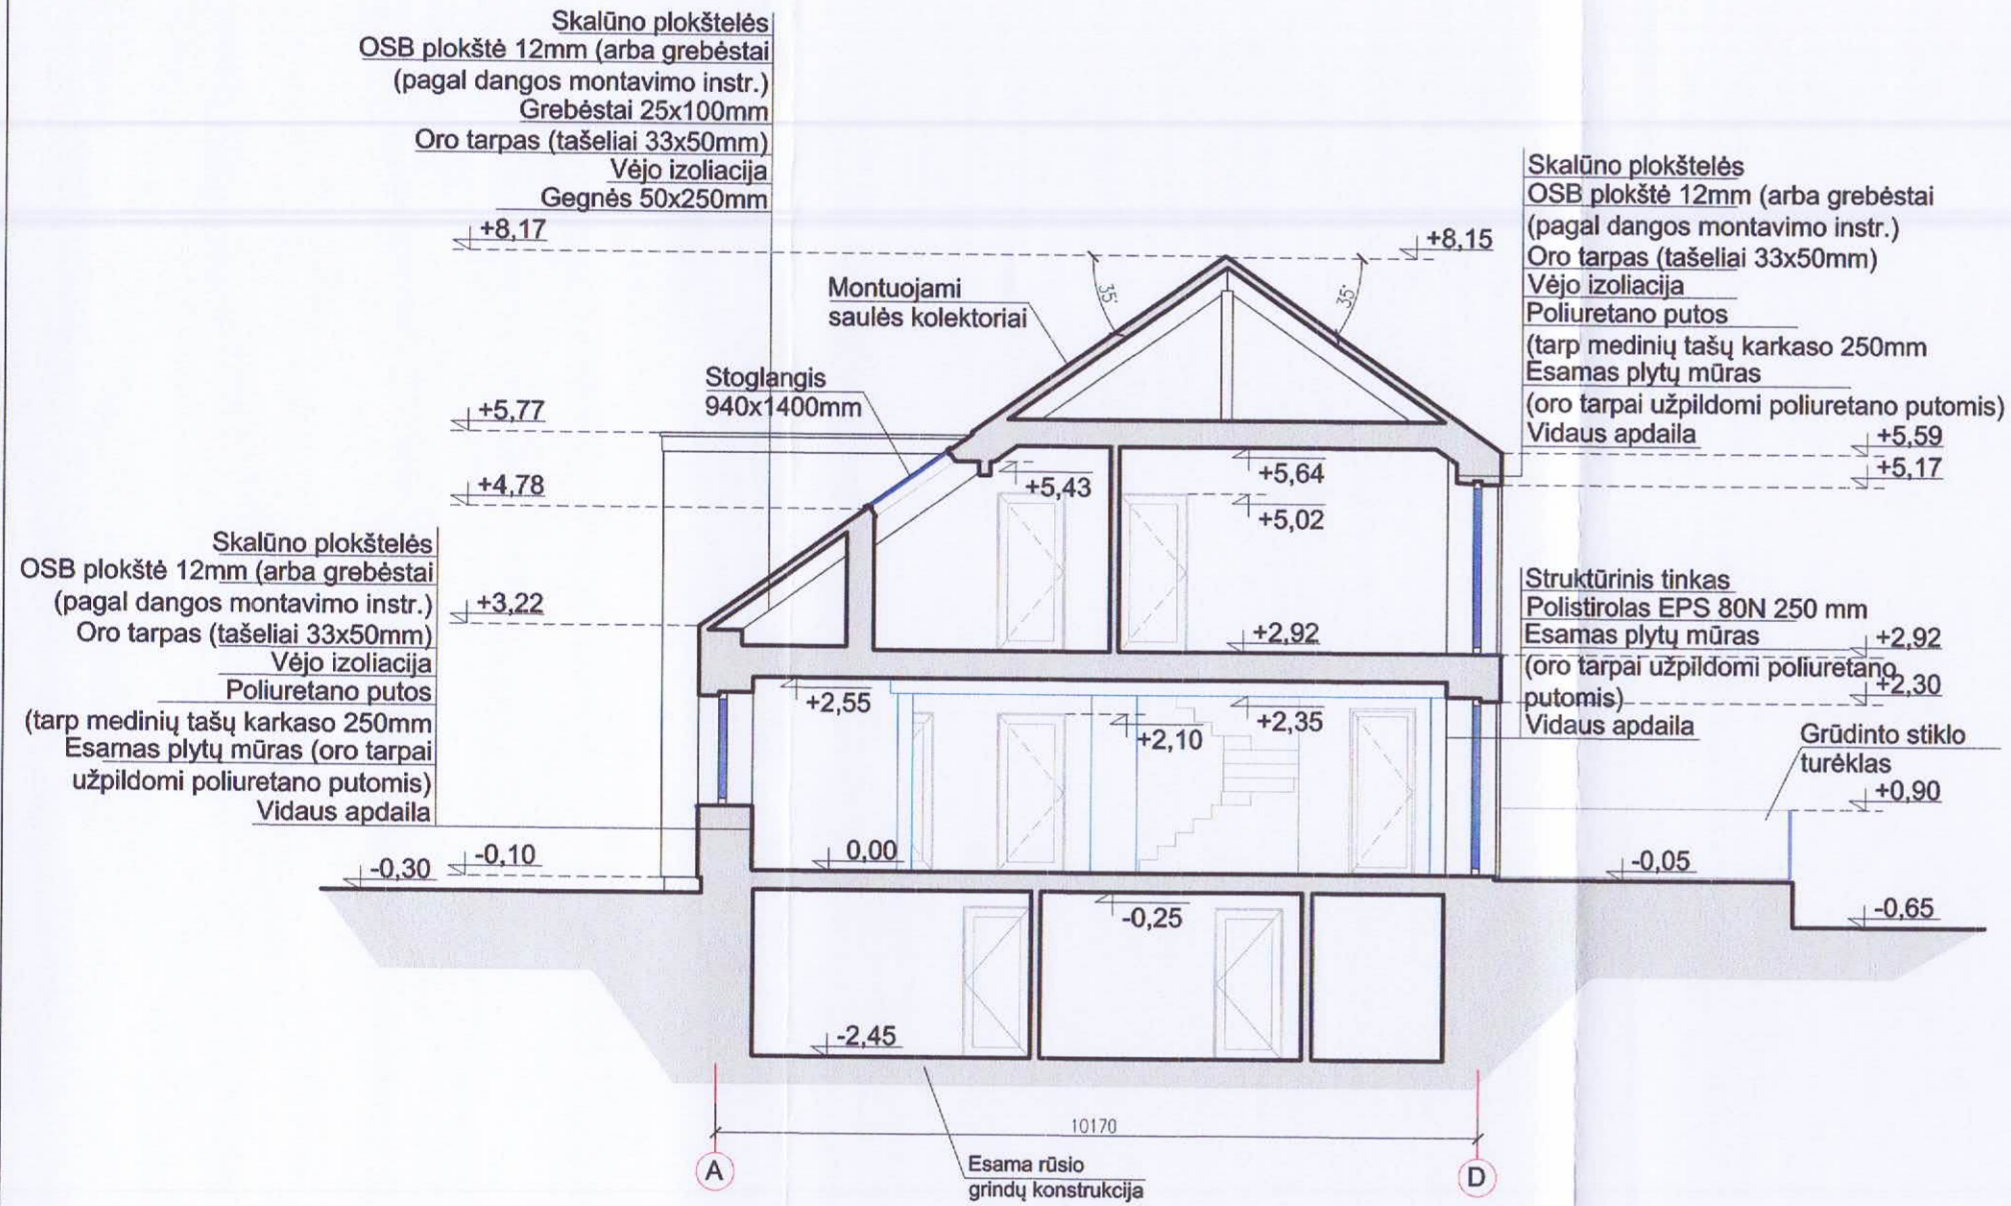 Skalūno plokštelės
OSB plokštė 12mm (arba grebėstai
(pagal dangos montavimo instr.)
Grebėstai 25x100mm
Oro tarpas (tašeliai 33x50mm)
Vėjo izoliacija
Gegnės 50x250mm
+8,17
+8,15
Skalūno plokštelės
OSB plokštė 12mm (arba grebėstai
(pagal dangos montavimo instr.)
Oro tarpas (tašeliai 33x50mm)
Vėjo izoliacija
Poliuretano putos
(tarp medinių tašų karkaso 250mm
Esamas plytų mūras
(oro tarpai užpildomi poliuretano putomis)
Vidaus apdaila
35°
35°
Montuojami
saulės kolektoriai
Stoglangis
940x1400mm
+5,77
+4,78
+5,59
+5,17
+5,43
+5,64
+5,02
Skalūno plokštelės
OSB plokštė 12mm (arba grebėstai
(pagal dangos montavimo instr.)
Oro tarpas (tašeliai 33x50mm)
Vėjo izoliacija
Poliuretano putos
(tarp medinių tašų karkaso 250mm
Esamas plytų mūras (oro tarpai
užpildomi poliuretano putomis)
Vidaus apdaila
+3,22
+2,92
Struktūrinis tinkas
Polistirolas EPS 80N 250 mm
Esamas plytų mūras
(oro tarpai užpildomi poliuretano
putomis)
Vidaus apdaila
+2,92
+2,30
+2,55
+2,35
+2,10
Grūdinto stiklo
turėklas
+0,90
0,00
-0,10
-0,30
-0,05
-0,25
-0,65
-2,45
10170
A
D
Esama rūsio
grindų konstrukcija